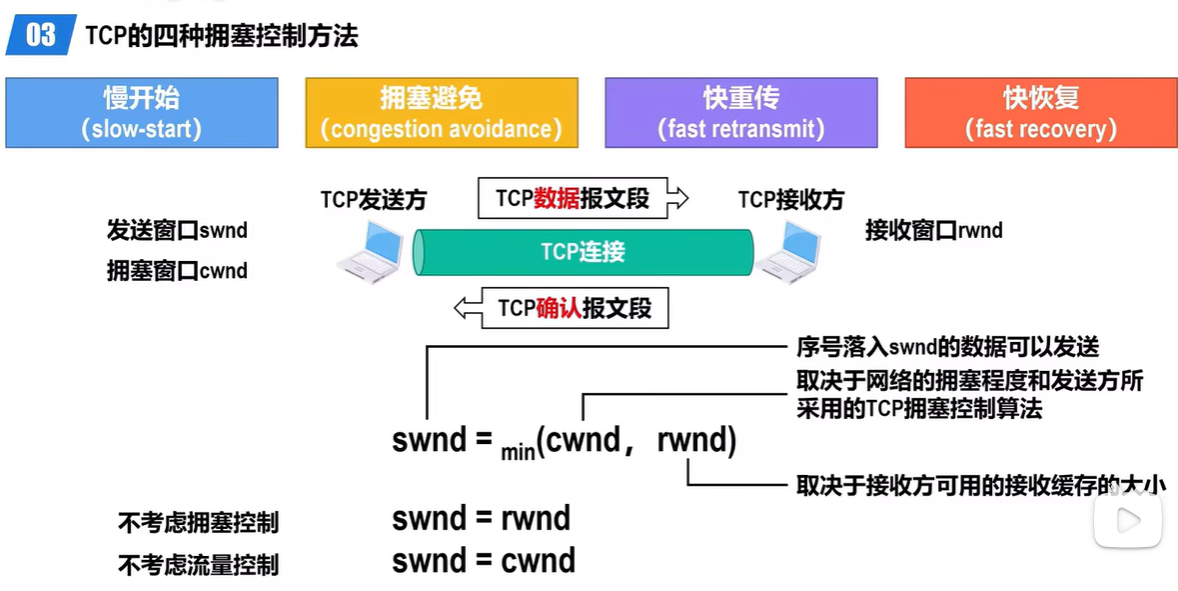 03 TCP的四种拥塞控制方法
慢开始
（slow-start）
拥塞避免
（congestion avoidance）
快重传
（fast retransmit）
快恢复
（fast recovery）
TCP发送方
TCP数据报文段
TCP接收方
发送窗口swnd
拥塞窗口cwnd
TCP连接
接收窗口rwnd
TCP确认报文段
序号落入swnd的数据可以发送
取决于网络的拥塞程度和发送方所
采用的TCP拥塞控制算法
swnd = min(cwnd，rwnd)
取决于接收方可用的接收缓存的大小
不考虑拥塞控制 swnd = rwnd
不考虑流量控制 swnd = cwnd